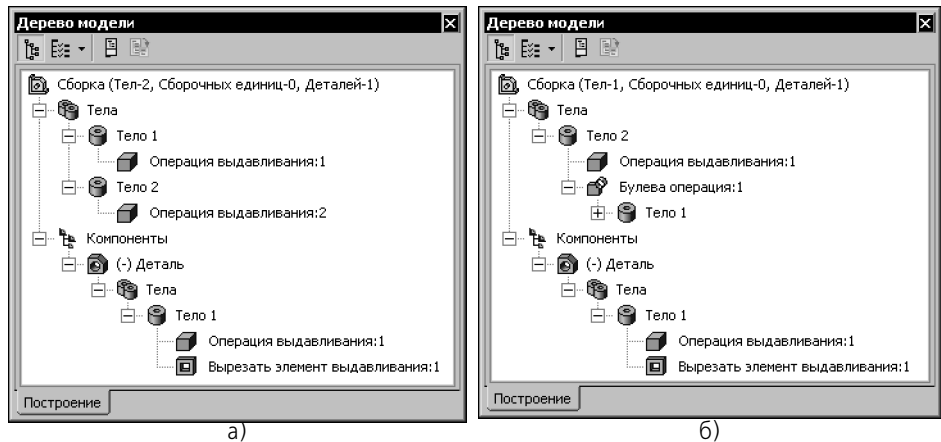 Дерево модели
Сборка (Тел-2, Сборочных единиц-0, Деталей-1)
Тела
Тело 1
Операция выдавливания:1
Тело 2
Операция выдавливания:2
Компоненты
(-) Деталь
Тела
Тело 1
Операция выдавливания:1
Вырезать элемент выдавливания:1
Построение
а)
Дерево модели
Сборка (Тел-1, Сборочных единиц-0, Деталей-1)
Тела
Тело 2
Операция выдавливания:1
Булева операция:1
Тело 1
Компоненты
(-) Деталь
Тела
Тело 1
Операция выдавливания:1
Вырезать элемент выдавливания:1
Построение
б)